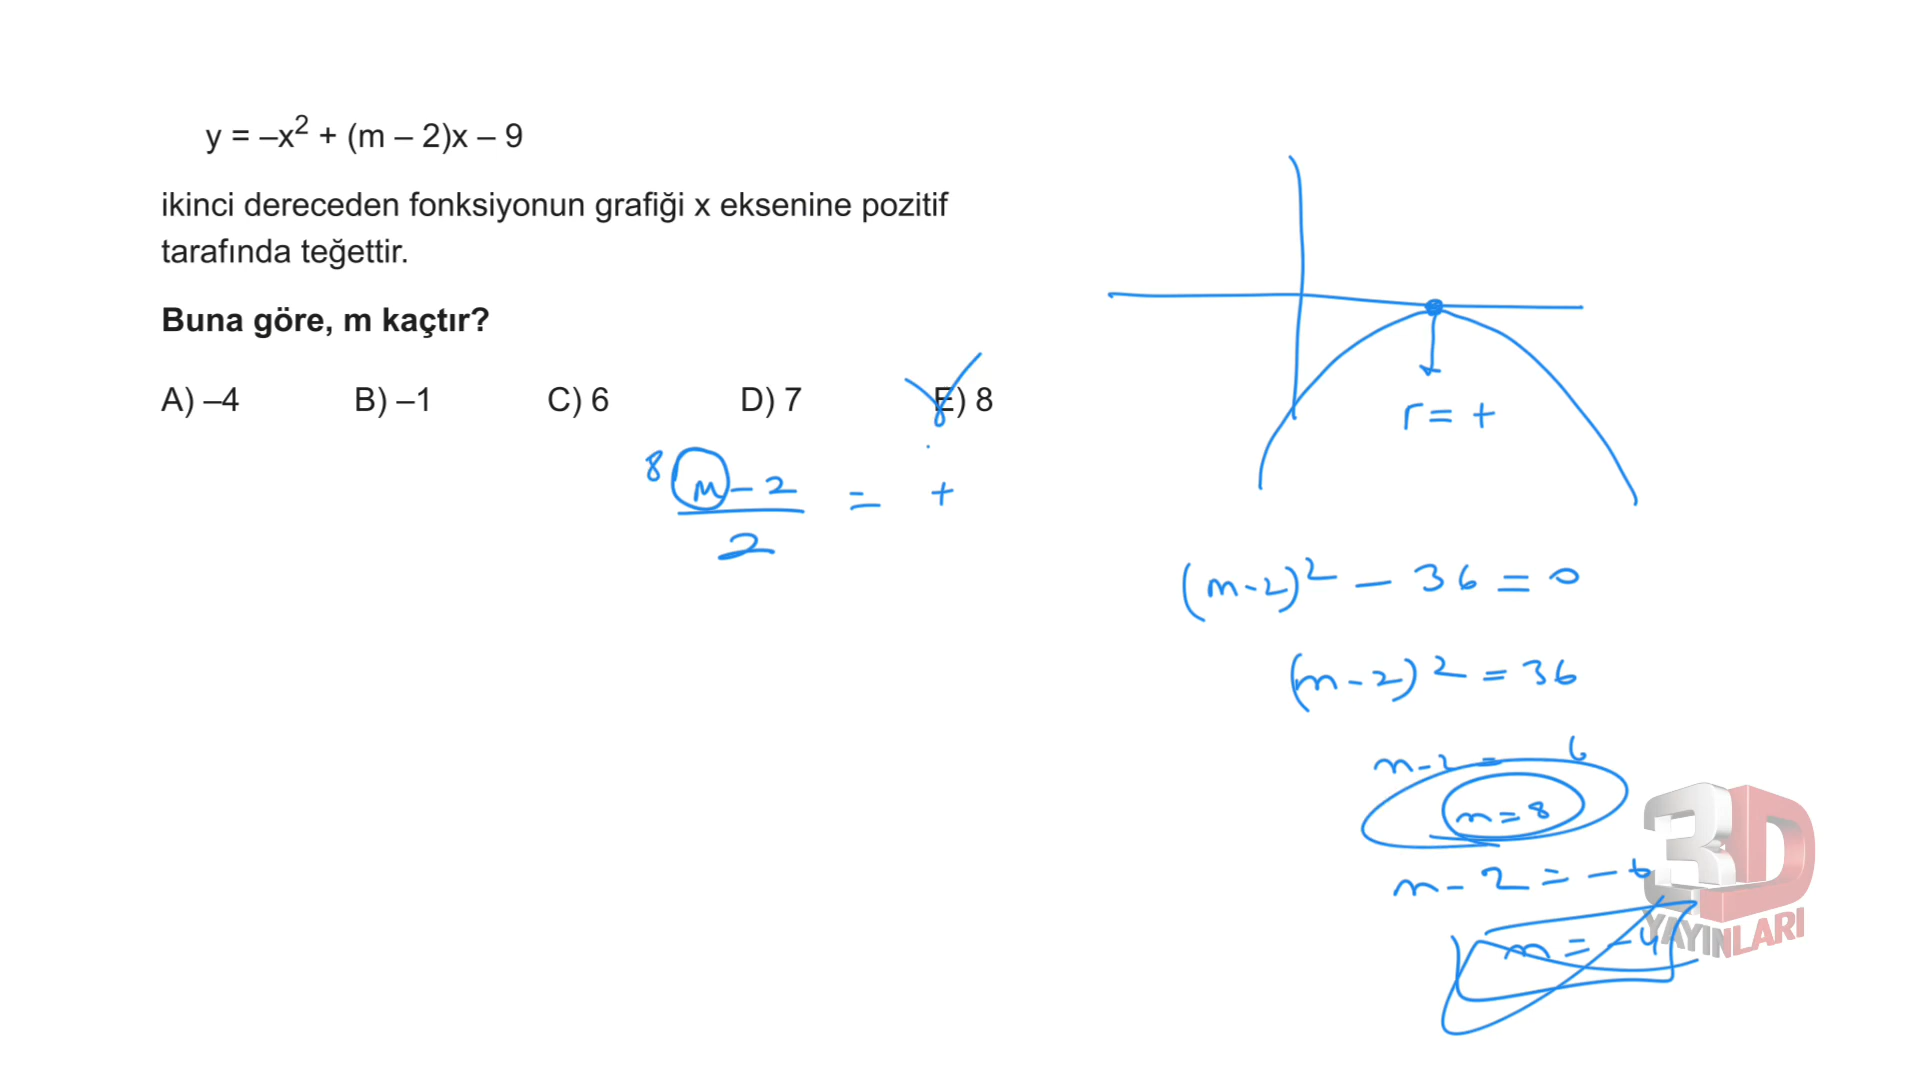 y = –x² + (m – 2)x – 9
ikinci dereceden fonksiyonun grafiği x eksenine pozitif
tarafında teğettir.
Buna göre, m kaçtır?
A) –4 B) –1 C) 6 D) 7 E) 8
8 m – 2 = +
2
r = +
(m-2)² – 36 = 0
(m-2)² = 36
m-2 = 6
m = 8
m-2 = -6
m = -4
3D
YAYINLARI